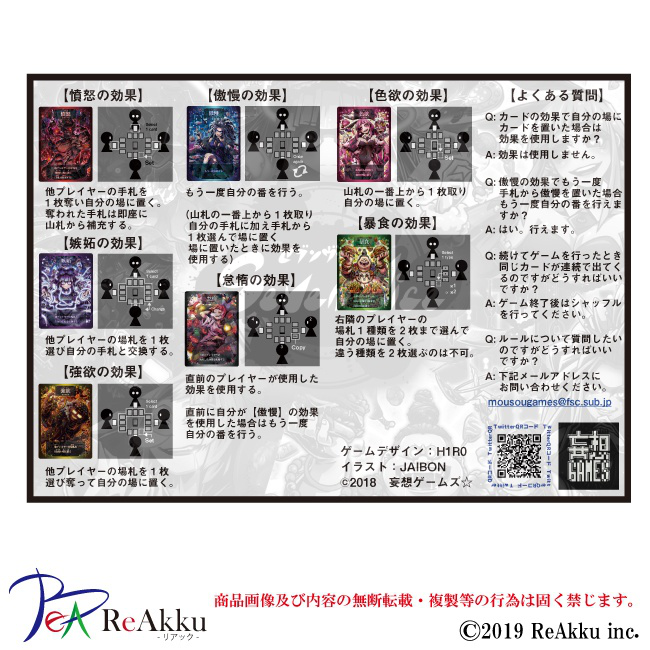 【憤怒の効果】
他プレイヤーの手札を
１枚奪い自分の場に置く。
奪われた手札は即座に
山札から補充する。
【嫉妬の効果】
他プレイヤーの場札を１枚
選び自分の手札と交換する。
【強欲の効果】
他プレイヤーの場札を１枚
選び奪って自分の場に置く。
【傲慢の効果】
もう一度自分の番を行う。
(山札の一番上から１枚取り
自分の手札に加え手札から
１枚選んで場に置く
場に置いたときに効果を
使用する)
【怠惰の効果】
Copy
直前のプレイヤーが使用した
効果を使用する。
直前に自分が【傲慢】の効果
を使用した場合はもう一度
自分の番を行う。
【色欲の効果】
Set
山札の一番上から１枚取り
自分の場に置く。
【暴食の効果】
右隣のプレイヤーの
場札１種類を２枚まで選んで
自分の場に置く。
違う種類を２枚選ぶのは不可。
【よくある質問】
Q: カードの効果で自分の場に
カードを置いた場合は
効果を使用しますか？
A: 効果は使用しません。
Q: 傲慢の効果でもう一度
手札から傲慢を置いた場合
もう一度自分の番を行えま
すか？
A: はい。行えます。
Q: 続けてゲームを行ったとき
同じカードが連続で出てく
るのですがどうすればいい
ですか？
A: ゲーム終了後はシャッフル
を行ってください。
Q: ルールについて質問したい
のですがどうすればいい
ですか？
A: 下記メールアドレスに
お問い合わせください。
mousougames@fsc.sub.jp
TwitterQRコード
妄想
GAMES
ゲームデザイン：H1R0
イラスト：JAIBON
©2018　妄想ゲームズ☆
ReAkku
- リアック -
商品画像及び内容の無断転載・複製等の行為は固く禁じます。
©2019 ReAkku inc.